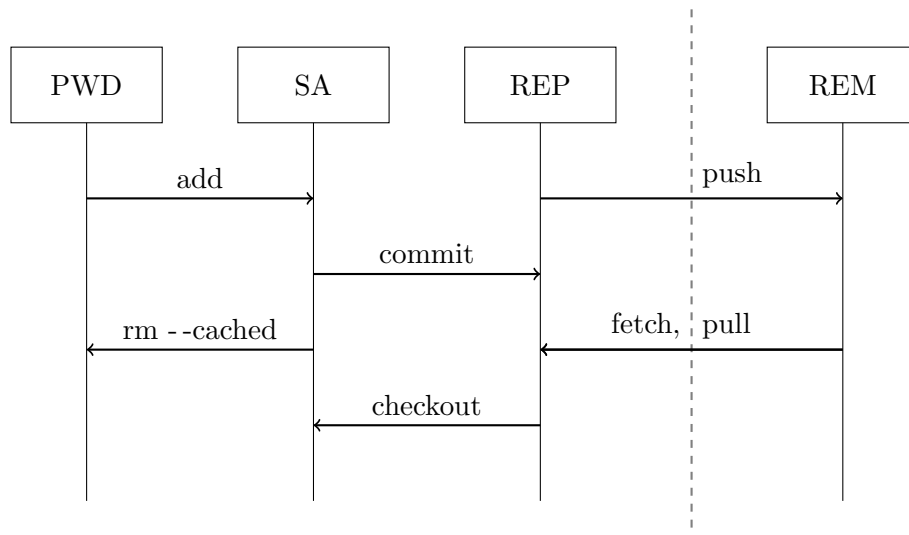 PWD
SA
REP
REM
add
push
commit
rm --cached
fetch, pull
checkout